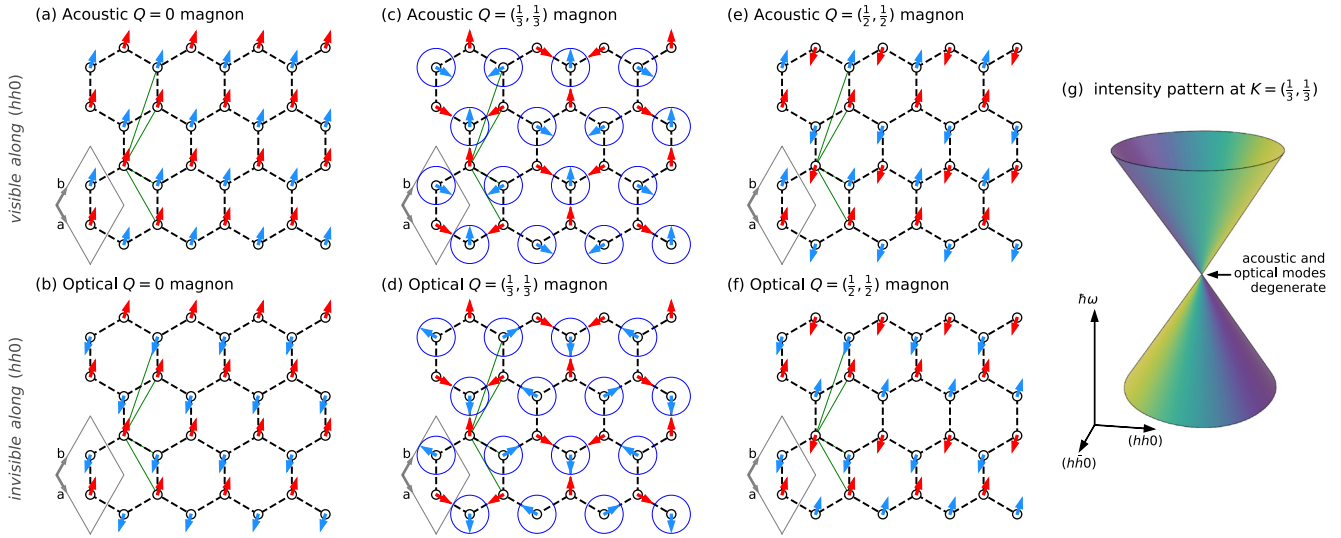 (a) Acoustic Q = 0 magnon
(c) Acoustic Q = (1/3, 1/3) magnon
(e) Acoustic Q = (1/2, 1/2) magnon
visible along (hh0)
b
a
b
a
b
a
(b) Optical Q = 0 magnon
(d) Optical Q = (1/3, 1/3) magnon
(f) Optical Q = (1/2, 1/2) magnon
invisible along (hh0)
b
a
b
a
b
a
(g) intensity pattern at K = (1/3, 1/3)
acoustic and
optical modes
degenerate
ħω
(hh0)
(hh̄0)